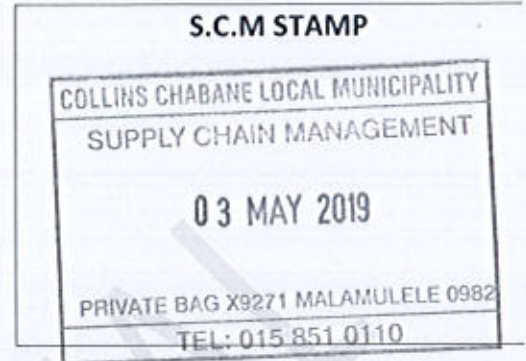 S.C.M STAMP
COLLINS CHABANE LOCAL MUNICIPALITY
SUPPLY CHAIN MANAGEMENT
03 MAY 2019
PRIVATE BAG X9271 MALAMULELE 0982
TEL: 015 851 0110